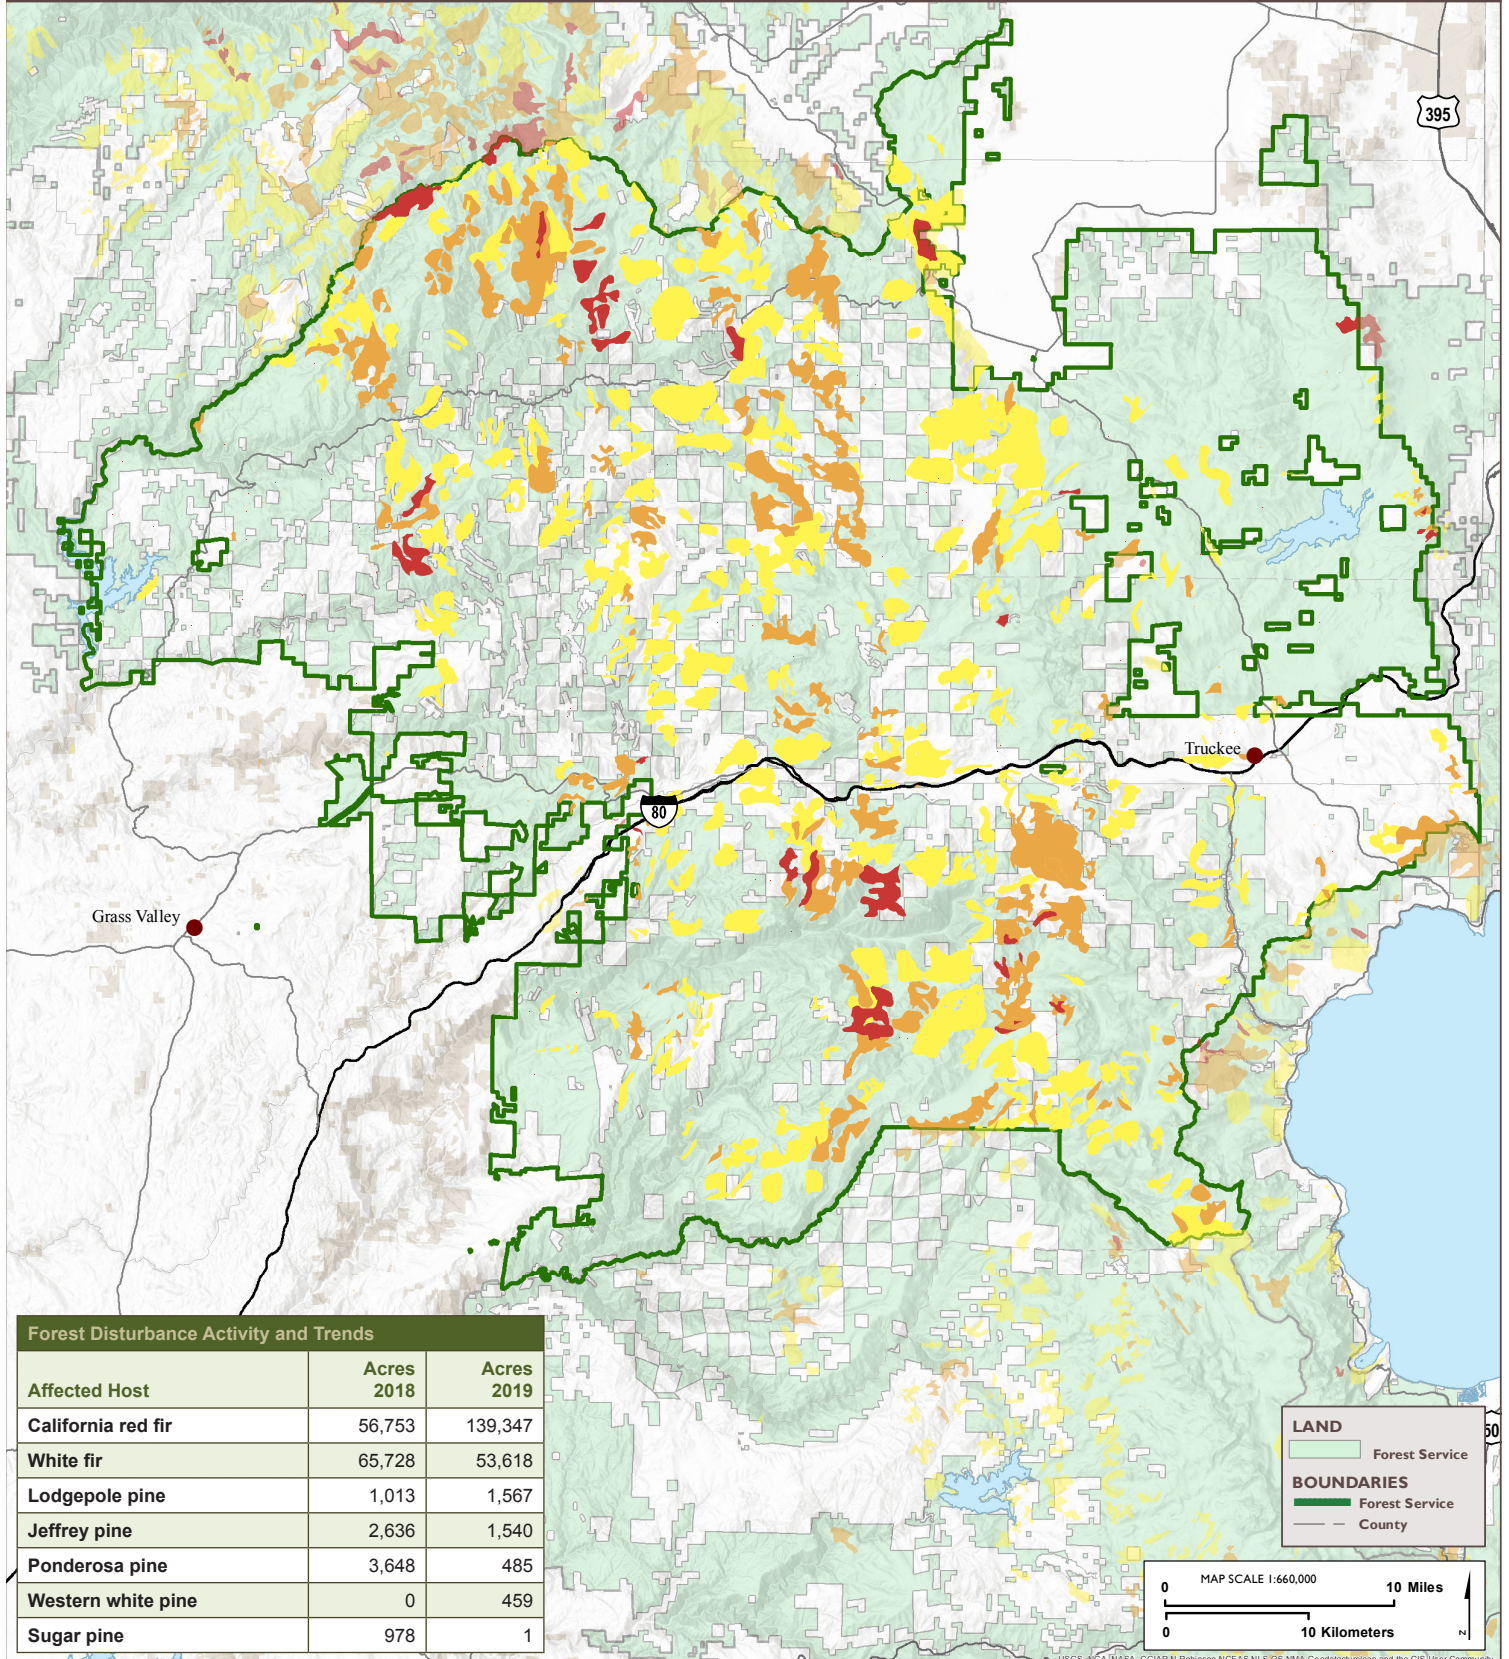 395
Truckee
80
Grass Valley
Forest Disturbance Activity and Trends
Affected Host Acres 2018 Acres 2019
California red fir 56,753 139,347
White fir 65,728 53,618
Lodgepole pine 1,013 1,567
Jeffrey pine 2,636 1,540
Ponderosa pine 3,648 485
Western white pine 0 459
Sugar pine 978 1
LAND
Forest Service
BOUNDARIES
Forest Service
County
50
MAP SCALE 1:660,000
0 10 Miles
0 10 Kilometers
N